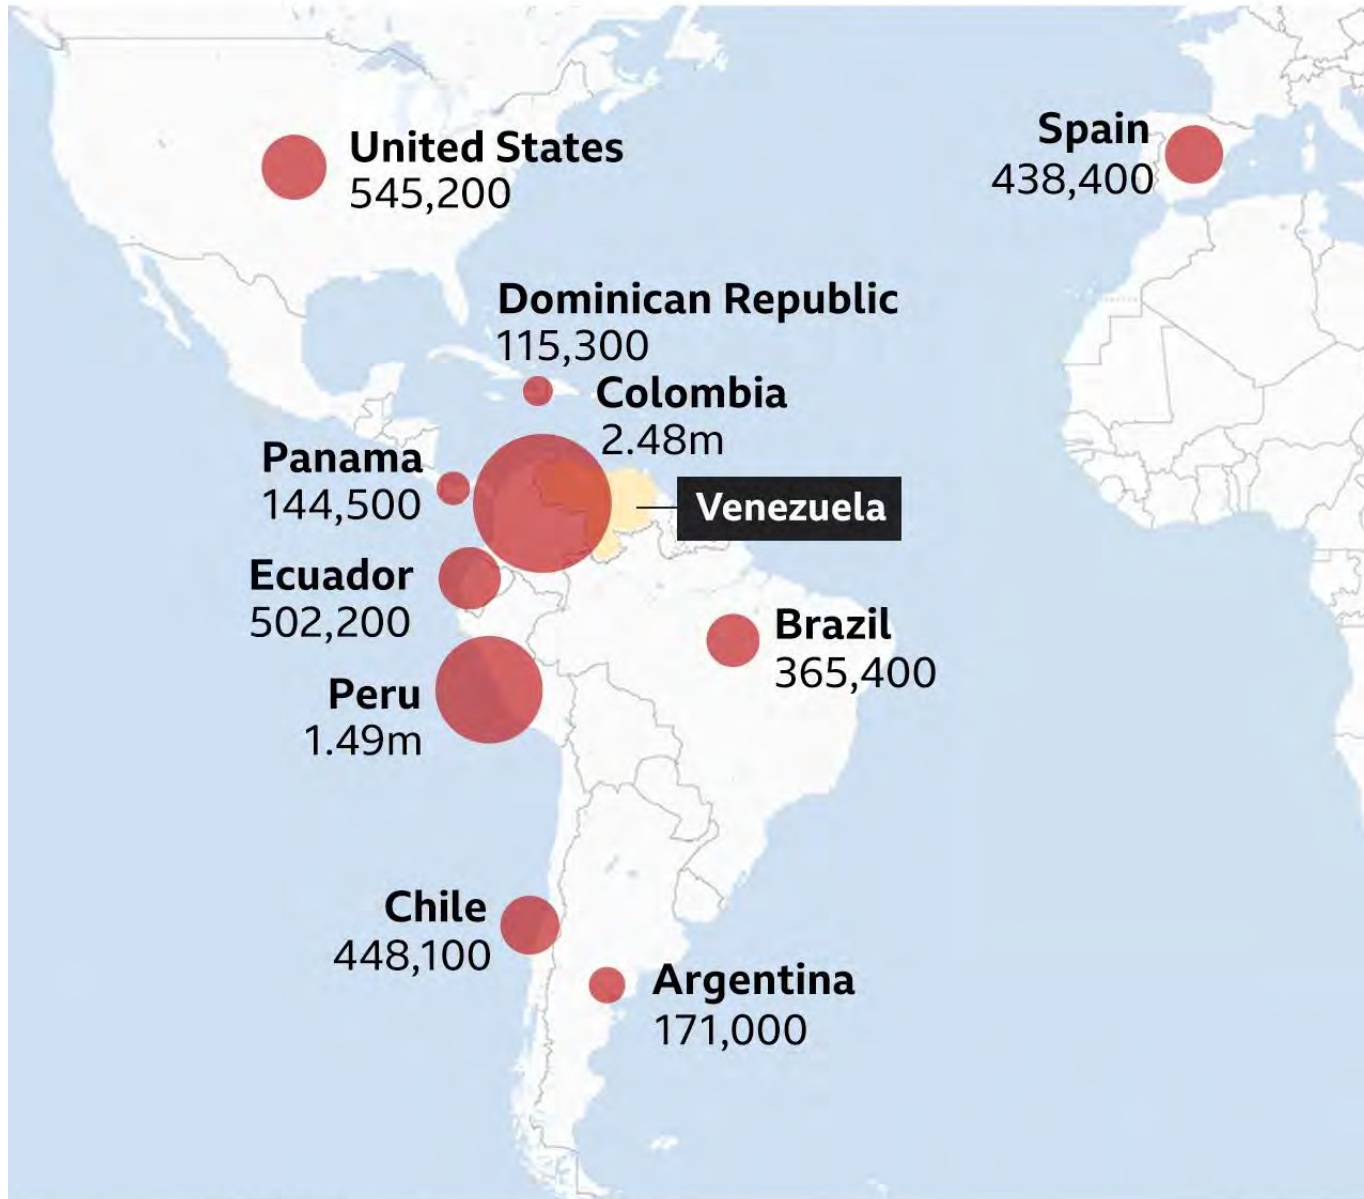 United States
545,200
Spain
438,400
Dominican Republic
115,300
Colombia
2.48m
Panama
144,500
Venezuela
Ecuador
502,200
Brazil
365,400
Peru
1.49m
Chile
448,100
Argentina
171,000